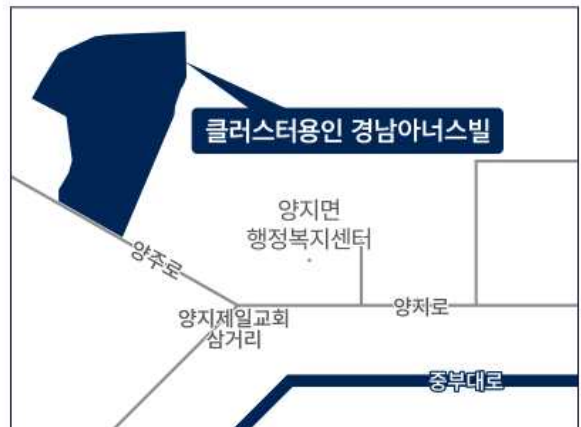 클러스터용인 경남아너스빌
양지면
행정복지센터
양주로
양지로
양지제일교회
삼거리
중부대로